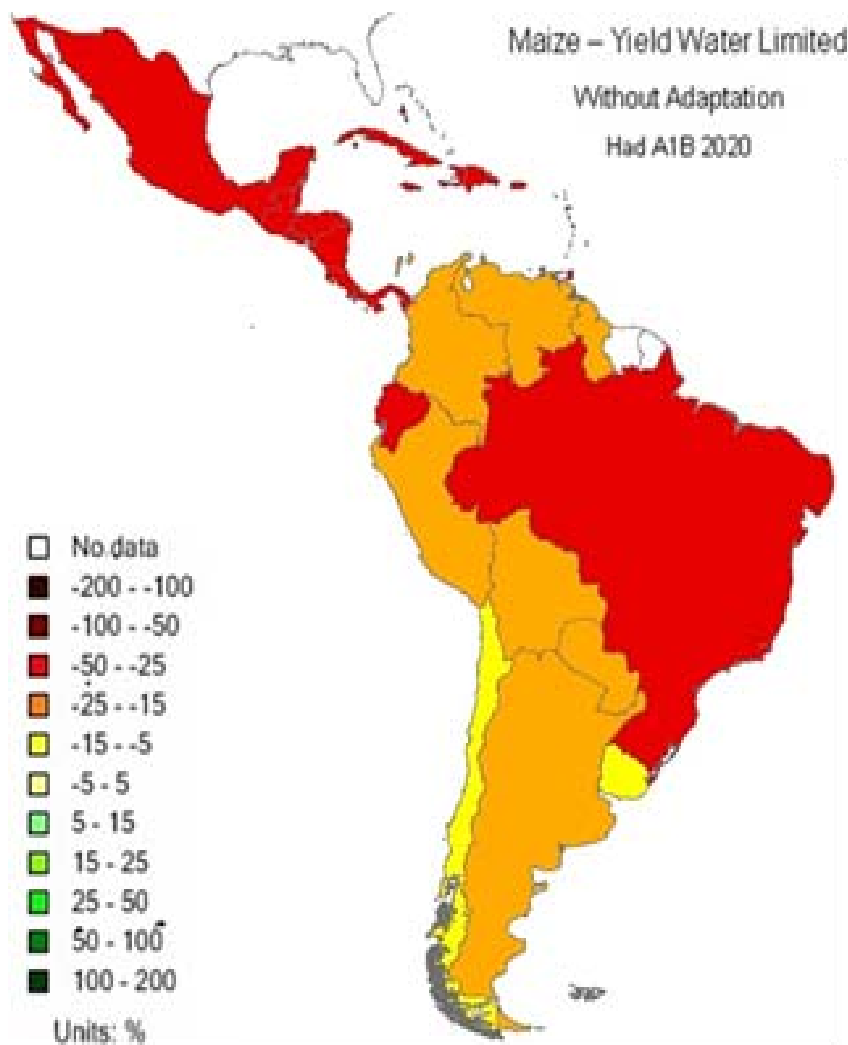 Maize – Yield Water Limited
Without Adaptation
Had A1B 2020
No data
-200 - -100
-100 - -50
-50 - -25
-25 - -15
-15 - -5
-5 - 5
5 - 15
15 - 25
25 - 50
50 - 100
100 - 200
Units: %